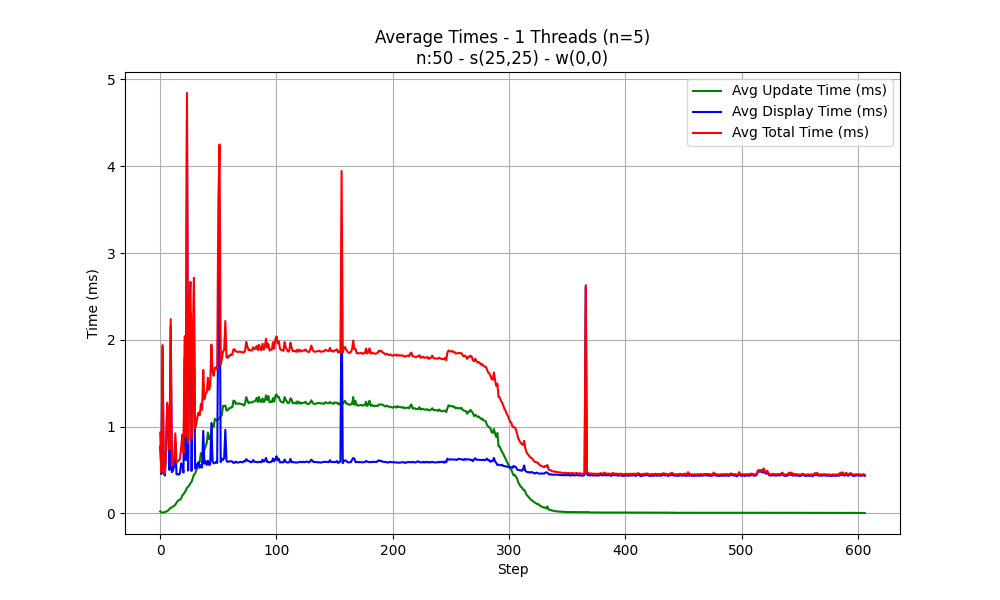 Average Times - 1 Threads (n=5)
n:50 - s(25,25) - w(0,0)
Avg Update Time (ms)
Avg Display Time (ms)
Avg Total Time (ms)
Time (ms)
5
4
3
2
1
0
0 100 200 300 400 500 600
Step